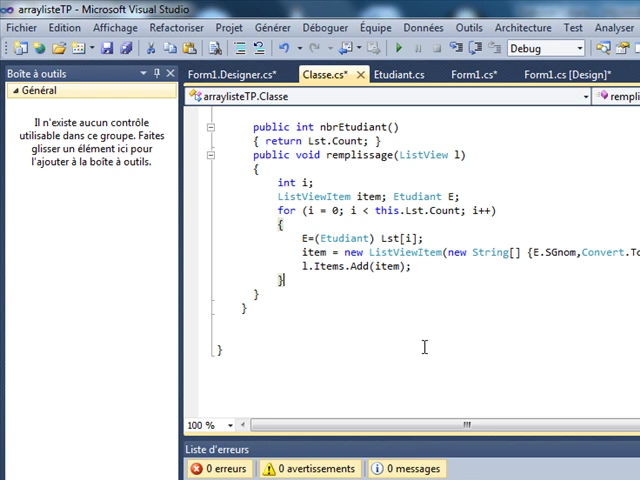 arraylisteTP - Microsoft Visual Studio
Fichier Edition Affichage Refactoriser Projet Générer Déboguer Équipe Données Outils Architecture Test Analyser
Debug
Boîte à outils
Form1.Designer.cs* Classe.cs* Etudiant.cs Form1.cs* Form1.cs [Design]*
Général
arraylisteTP.Classe
Il n'existe aucun contrôle
utilisable dans ce groupe. Faites
glisser un élément ici pour
l'ajouter à la boîte à outils.
public int nbrEtudiant()
{ return Lst.Count; }
public void remplissage(ListView l)
{
int i;
ListViewItem item; Etudiant E;
for (i = 0; i < this.Lst.Count; i++)
{
E=(Etudiant) Lst[i];
item = new ListViewItem(new String[] {E.SGnom,Convert.To
l.Items.Add(item);
}
}
}
}
100 %
Liste d'erreurs
0 erreurs 0 avertissements 0 messages